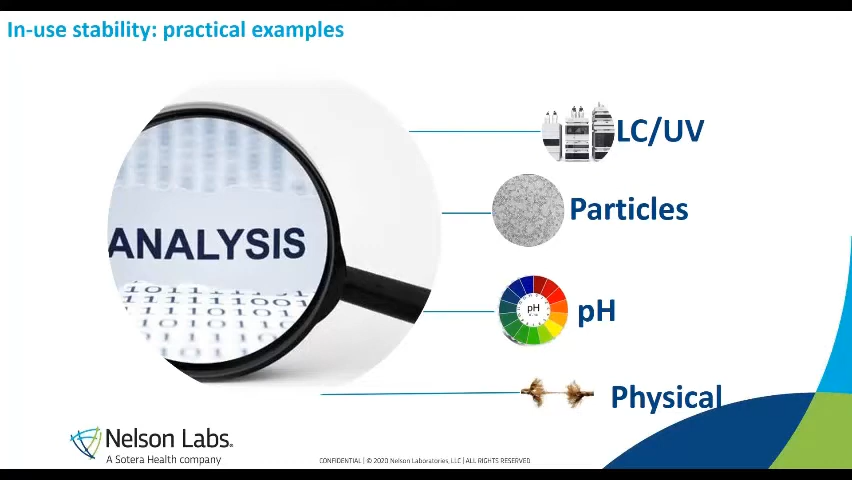 In-use stability: practical examples
LC/UV
ANALYSIS
Particles
pH
pH
Physical
Nelson Labs.
A Sotera Health company
CONFIDENTIAL | © 2020 Nelson Laboratories, LLC | ALL RIGHTS RESERVED